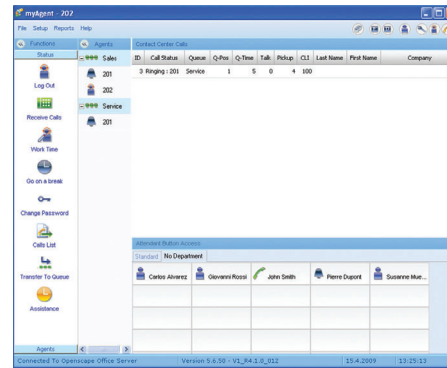 myAgent - 202
File Setup Reports Help
Functions
Status
Log Out
Receive Calls
Work Time
Go on a break
Change Password
Calls List
Transfer To Queue
Assistance
Agents
Agents
Sales
201
202
Service
201
Contact Center Calls
ID Call Status Queue Q-Pos Q-Time Talk Pickup CLI Last Name First Name Company
3 Ringing : 201 Service 1 5 0 4 100
Attendant Button Access
Standard No Department
Carlos Alvarez Giovanni Rossi John Smith Pierre Dupont Susanne Mue...
Connected To Openscape Office Server Version 5.6.50 - V1_R4.1.0_012 15.4.2009 13:25:13